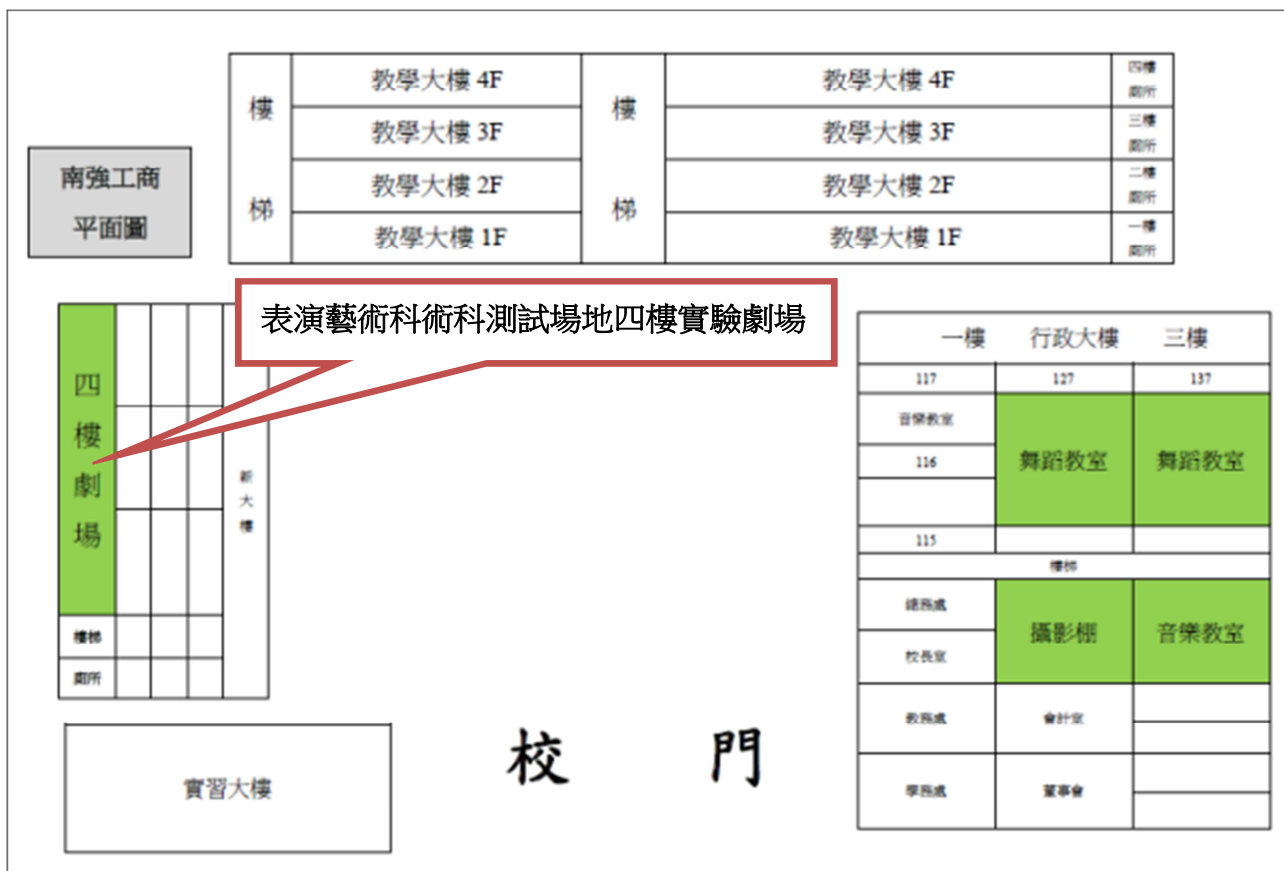 樓梯
教學大樓 4F
教學大樓 3F
教學大樓 2F
教學大樓 1F
樓梯
教學大樓 4F
教學大樓 3F
教學大樓 2F
教學大樓 1F
四樓
廁所
三樓
廁所
二樓
廁所
一樓
廁所
南強工商
平面圖
表演藝術科術科測試場地四樓實驗劇場
四樓劇場
樓梯
廁所
新大樓
實習大樓
校 門
一樓 行政大樓 三樓
117 127 137
音樂教室
116
舞蹈教室 舞蹈教室
115
樓梯
總務處
校長室
攝影棚 音樂教室
教務處 會計室
學務處 董事會